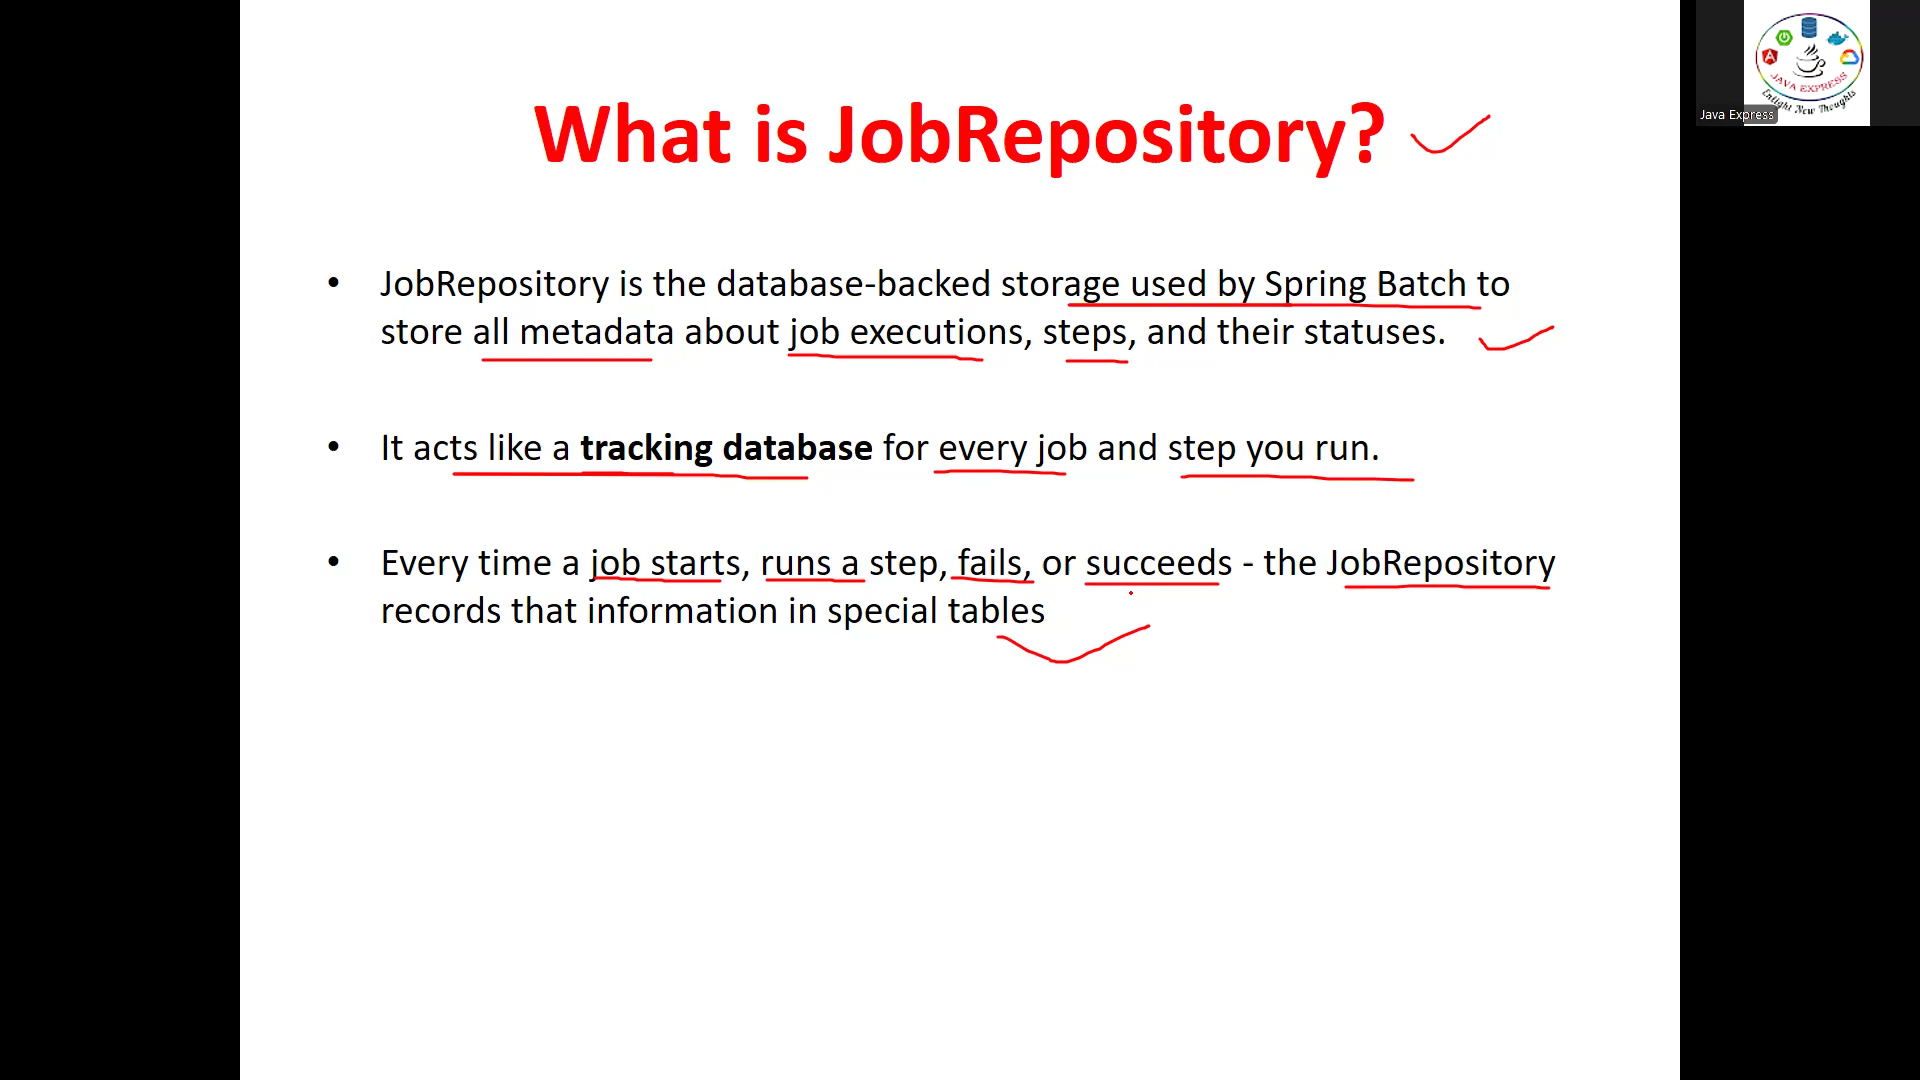 What is JobRepository?
• JobRepository is the database-backed storage used by Spring Batch to
store all metadata about job executions, steps, and their statuses.
• It acts like a tracking database for every job and step you run.
• Every time a job starts, runs a step, fails, or succeeds - the JobRepository
records that information in special tables
JAVA EXPRESS
Enlight New Thoughts
Java Express